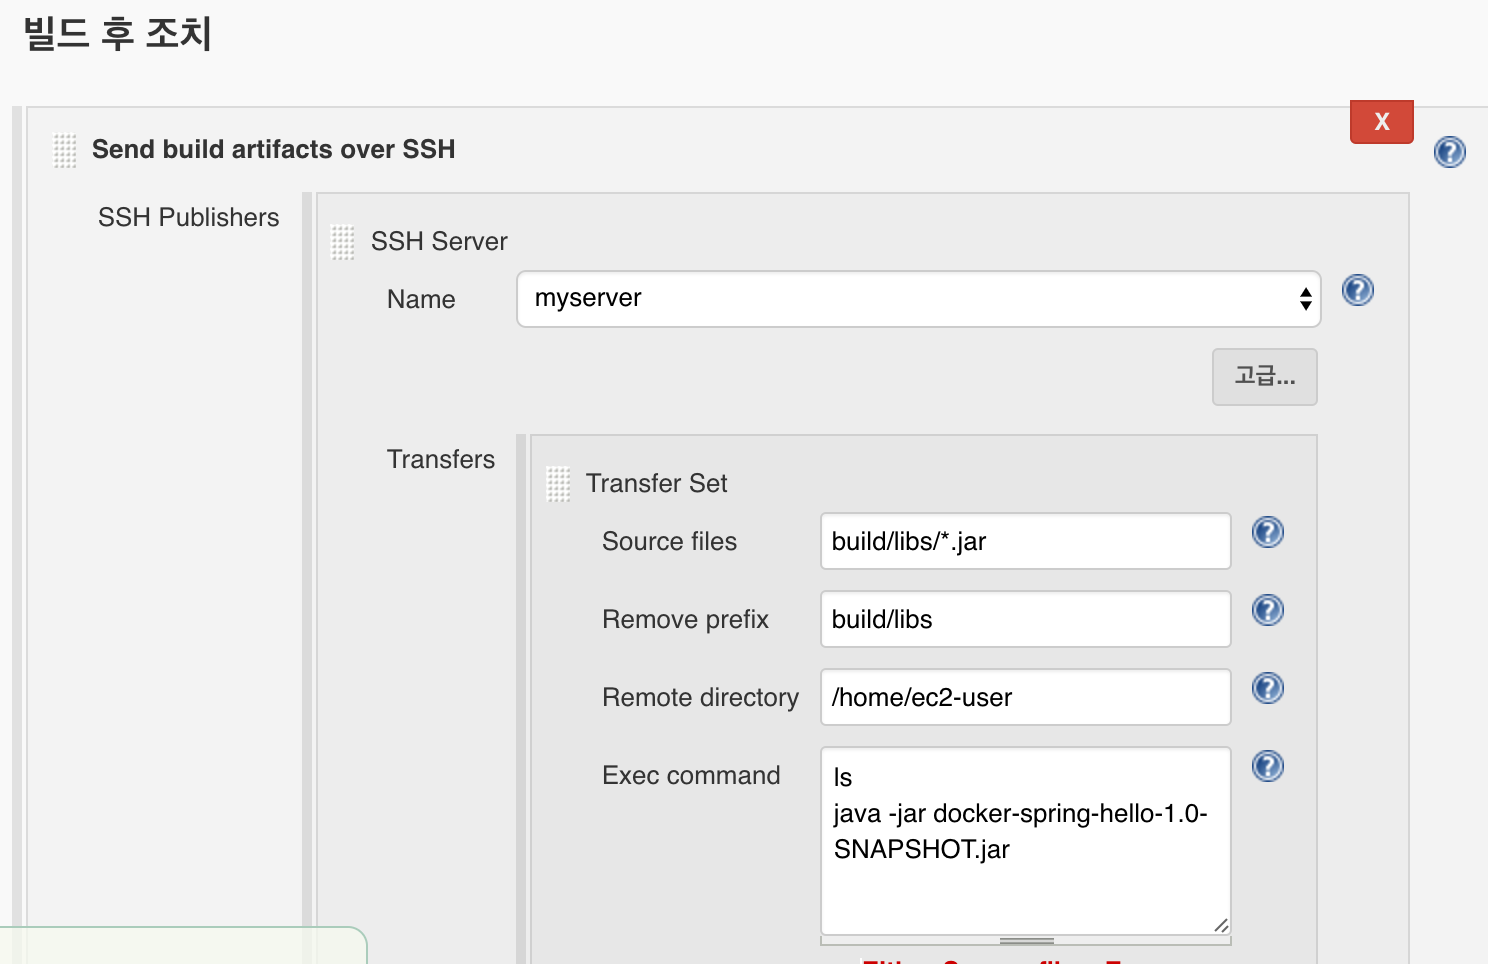 빌드 후 조치
X
Send build artifacts over SSH
SSH Publishers
SSH Server
Name
myserver
고급...
Transfers
Transfer Set
Source files
build/libs/*.jar
Remove prefix
build/libs
Remote directory
/home/ec2-user
Exec command
ls
java -jar docker-spring-hello-1.0-
SNAPSHOT.jar